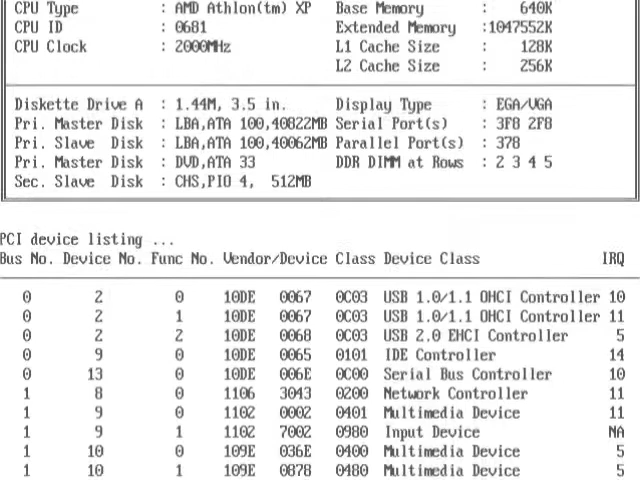 CPU Type : AMD Athlon(tm) XP Base Memory : 640K
CPU ID : 0681 Extended Memory :1047552K
CPU Clock : 2000MHz L1 Cache Size : 128K
L2 Cache Size : 256K
Diskette Drive A : 1.44M, 3.5 in. Display Type : EGA/VGA
Pri. Master Disk : LBA,ATA 100,40822MB Serial Port(s) : 3F8 2F8
Pri. Slave Disk : LBA,ATA 100,40062MB Parallel Port(s) : 378
Pri. Master Disk : DVD,ATA 33 DDR DIMM at Rows : 2 3 4 5
Sec. Slave Disk : CHS,PIO 4, 512MB
PCI device listing ...
Bus No. Device No. Func No. Vendor/Device Class Device Class IRQ
0 2 0 10DE 0067 0C03 USB 1.0/1.1 OHCI Controller 10
0 2 1 10DE 0067 0C03 USB 1.0/1.1 OHCI Controller 11
0 2 2 10DE 0068 0C03 USB 2.0 EHCI Controller 5
0 9 0 10DE 0065 0101 IDE Controller 14
0 13 0 10DE 006E 0C00 Serial Bus Controller 10
1 8 0 1106 3043 0200 Network Controller 11
1 9 0 1102 0002 0401 Multimedia Device 11
1 9 1 1102 7002 0980 Input Device NA
1 10 0 109E 036E 0400 Multimedia Device 5
1 10 1 109E 0878 0480 Multimedia Device 5